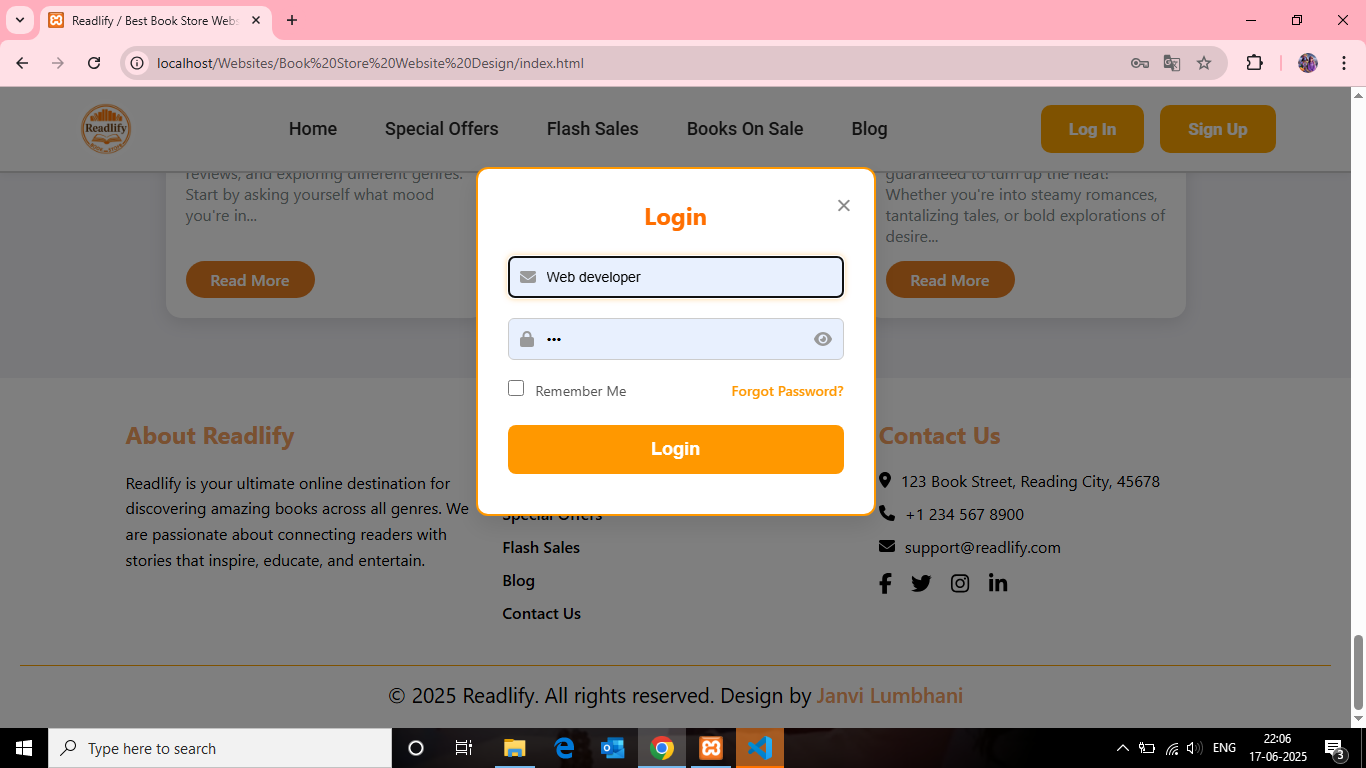 Readlify / Best Book Store Webs
localhost/Websites/Book%20Store%20Website%20Design/index.html
Readlify
BOOK STORE
Home
Special Offers
Flash Sales
Books On Sale
Blog
Log In
Sign Up
reviews, and exploring different genres.
Start by asking yourself what mood
you're in...
Read More
guaranteed to turn up the heat!
Whether you're into steamy romances,
tantalizing tales, or bold explorations of
desire...
Read More
Login
Web developer
•••
Remember Me
Forgot Password?
Login
About Readlify
Readlify is your ultimate online destination for
discovering amazing books across all genres. We
are passionate about connecting readers with
stories that inspire, educate, and entertain.
Special Offers
Flash Sales
Blog
Contact Us
Contact Us
123 Book Street, Reading City, 45678
+1 234 567 8900
support@readlify.com
© 2025 Readlify. All rights reserved. Design by Janvi Lumbhani
Type here to search
ENG
22:06
17-06-2025
3